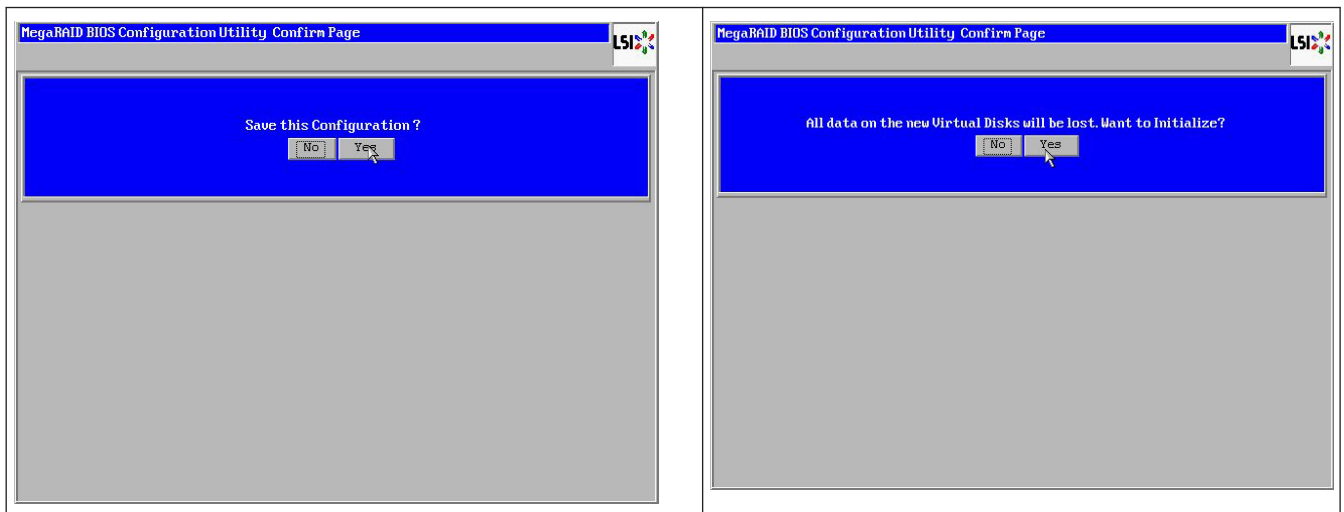 MegaRAID BIOS Configuration Utility Confirm Page
LSI
Save this Configuration ?
No Yes
MegaRAID BIOS Configuration Utility Confirm Page
LSI
All data on the new Virtual Disks will be lost. Want to Initialize?
No Yes